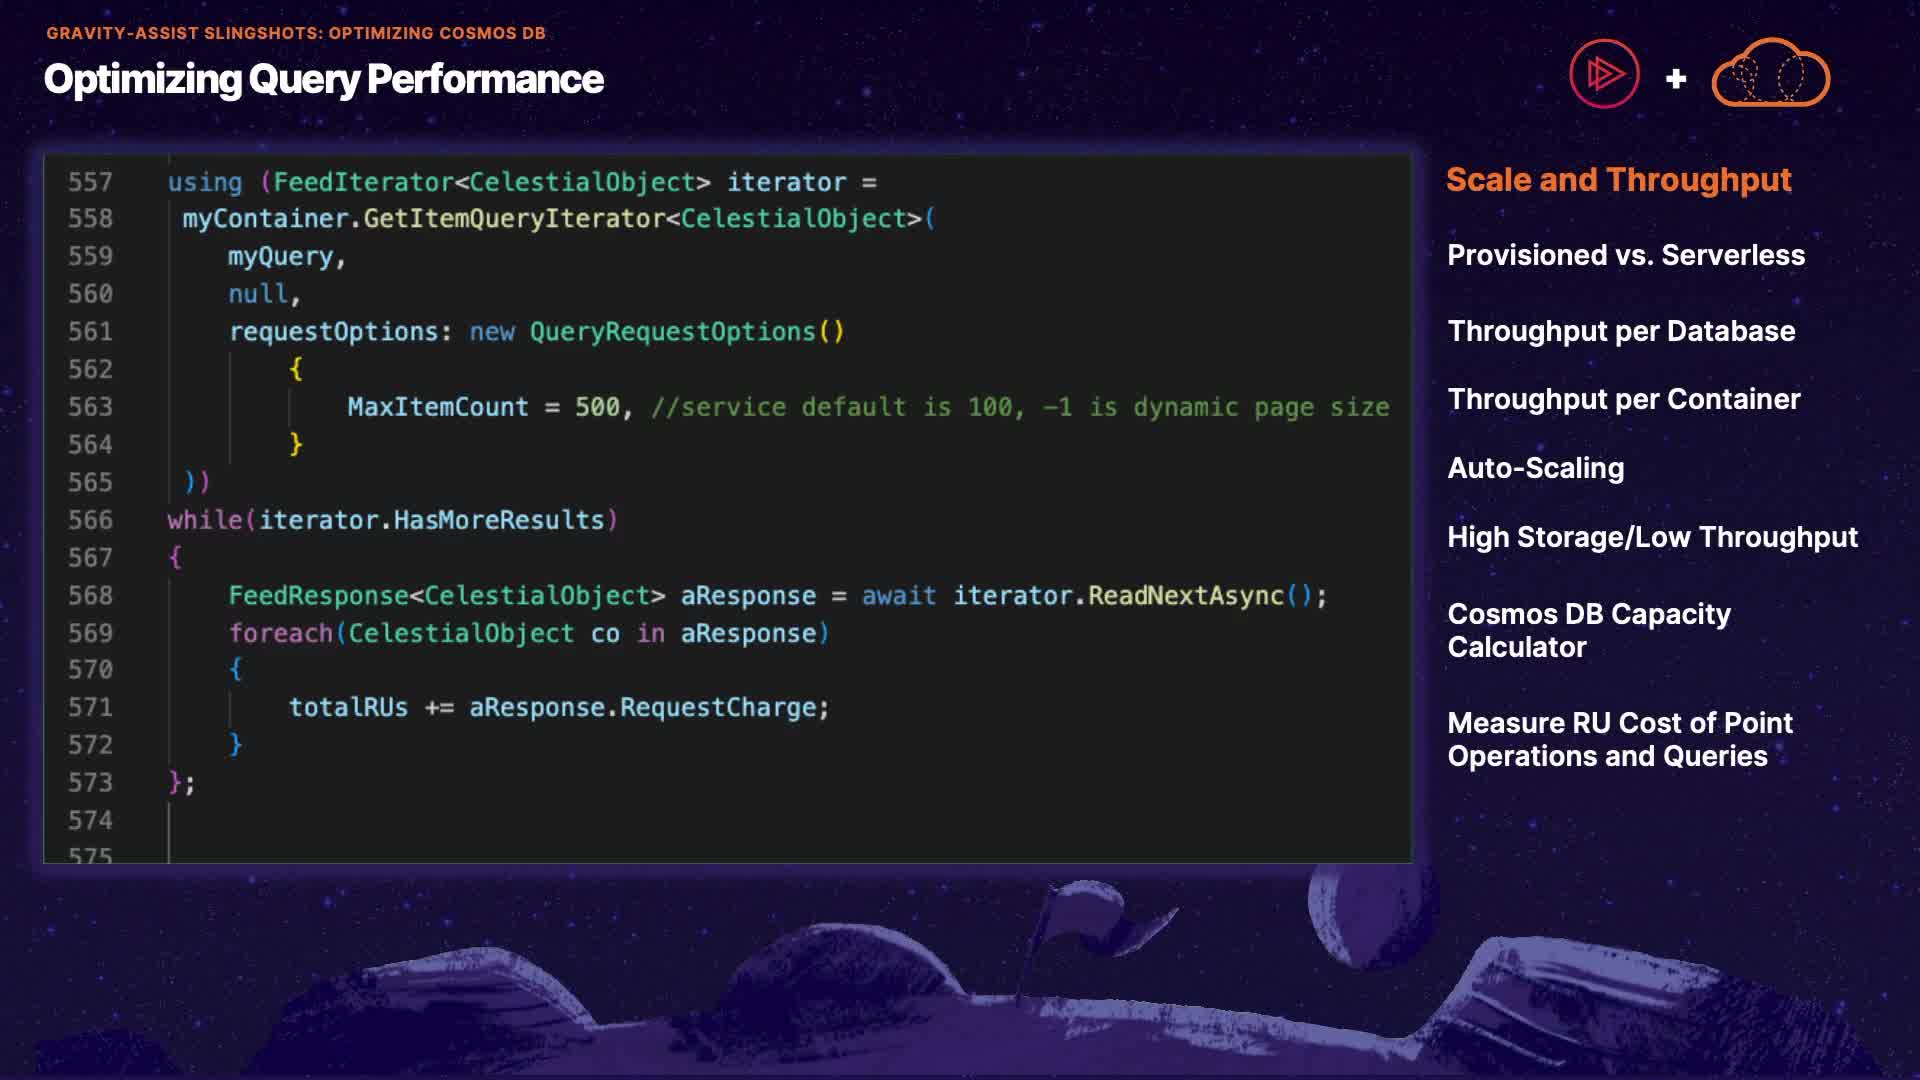 GRAVITY-ASSIST SLINGSHOTS: OPTIMIZING COSMOS DB
Optimizing Query Performance
+
557 using (FeedIterator<CelestialObject> iterator =
558 myContainer.GetItemQueryIterator<CelestialObject>(
559 myQuery,
560 null,
561 requestOptions: new QueryRequestOptions()
562 {
563 MaxItemCount = 500, //service default is 100, -1 is dynamic page size
564 }
565 ))
566 while(iterator.HasMoreResults)
567 {
568 FeedResponse<CelestialObject> aResponse = await iterator.ReadNextAsync();
569 foreach(CelestialObject co in aResponse)
570 {
571 totalRUs += aResponse.RequestCharge;
572 }
573 };
574
575
Scale and Throughput
Provisioned vs. Serverless
Throughput per Database
Throughput per Container
Auto-Scaling
High Storage/Low Throughput
Cosmos DB Capacity
Calculator
Measure RU Cost of Point
Operations and Queries